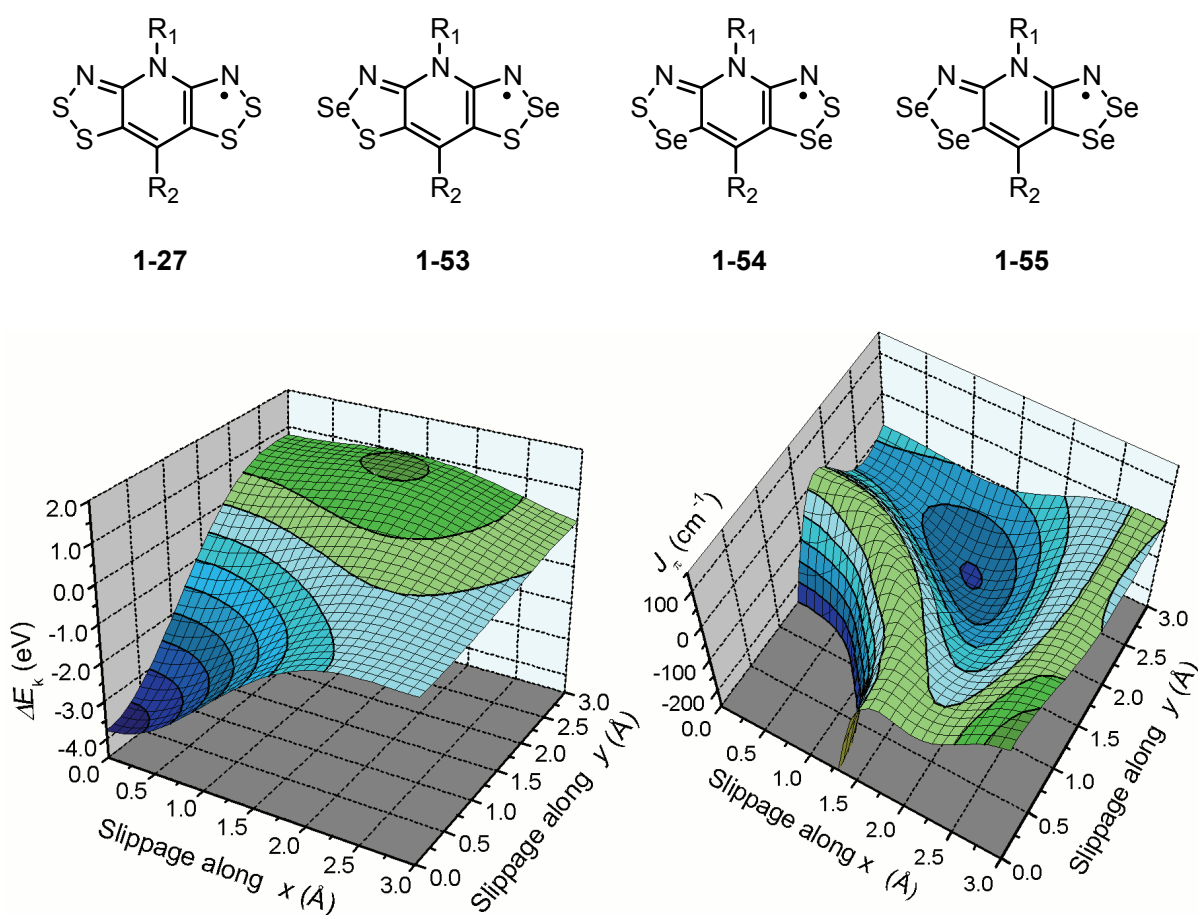 R1 R1 R1 R1
N N N N N N N N N N N N
S S Se Se S S Se Se
S S S S Se Se Se Se
R2 R2 R2 R2
1-27 1-53 1-54 1-55
ΔEk (eV)
2.0
1.0
0.0
-1.0
-2.0
-3.0
-4.0
0.0 0.5 1.0 1.5 2.0 2.5 3.0
Slippage along x (Å)
0.0 0.5 1.0 1.5 2.0 2.5 3.0
Slippage along y (Å)
Jπ (cm-1)
100
0
-100
-200
0.0 0.5 1.0 1.5 2.0 2.5 3.0
Slippage along x (Å)
0.0 0.5 1.0 1.5 2.0 2.5 3.0
Slippage along y (Å)